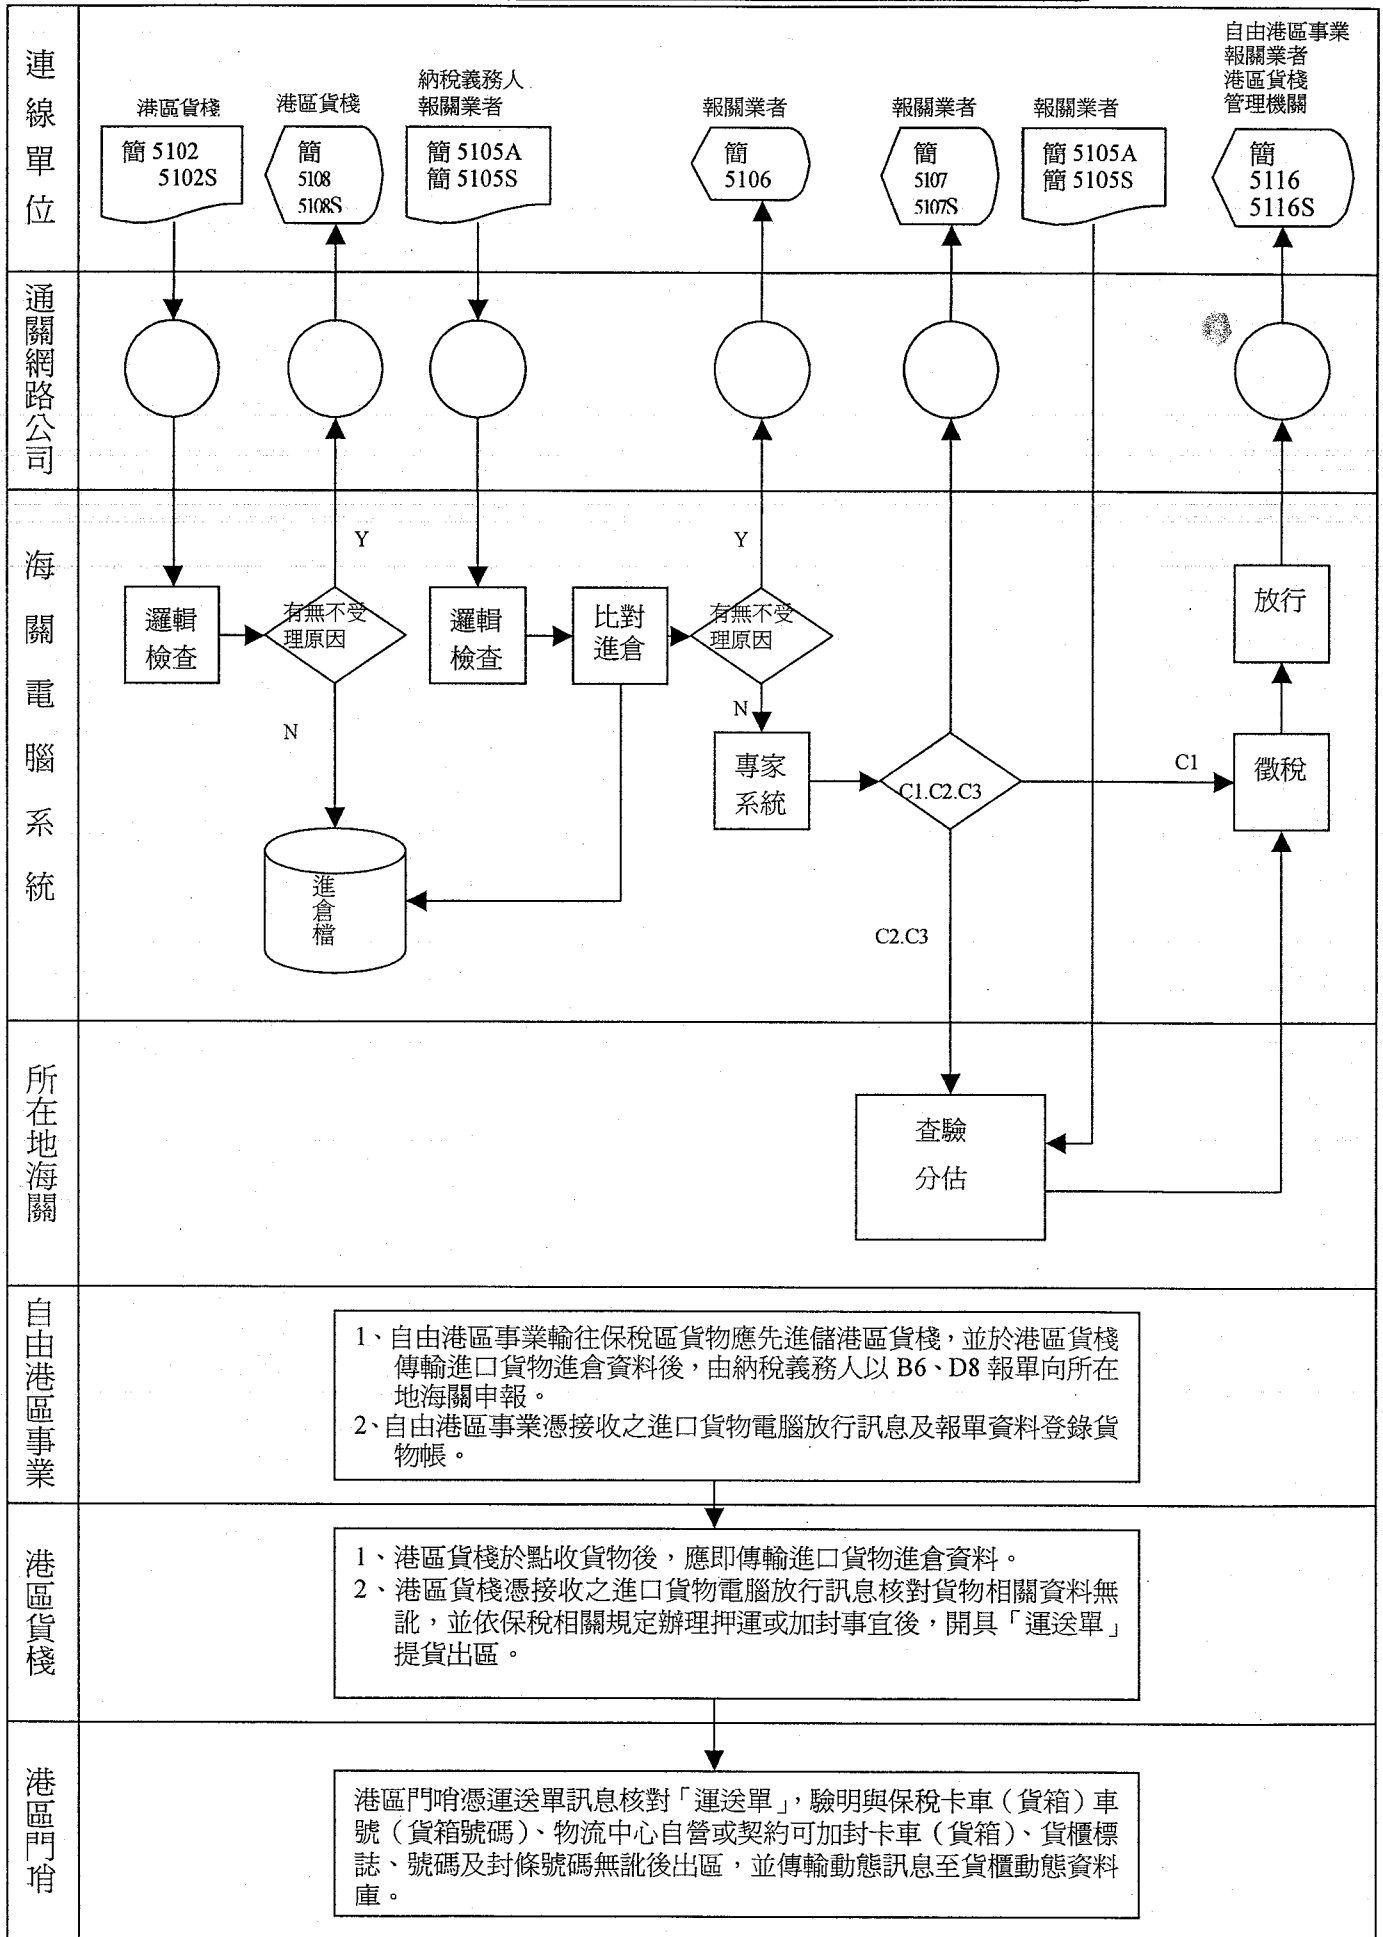 連線單位
港區貨棧
簡 5102
5102S
港區貨棧
簡
5108
5108S
納稅義務人
報關業者
簡 5105A
簡 5105S
報關業者
簡
5106
報關業者
簡
5107
5107S
報關業者
簡 5105A
簡 5105S
自由港區事業
報關業者
港區貨棧
管理機關
簡
5116
5116S
通關網路公司
海關電腦系統
邏輯
檢查
Y
有無不受
理原因
N
進倉檔
邏輯
檢查
比對
進倉
Y
有無不受
理原因
N
專家
系統
C1.C2.C3
C1
C2.C3
放行
徵稅
所在地海關
查驗
分估
自由港區事業
1、自由港區事業輸往保稅區貨物應先進儲港區貨棧，並於港區貨棧
傳輸進口貨物進倉資料後，由納稅義務人以 B6、D8 報單向所在
地海關申報。
2、自由港區事業憑接收之進口貨物電腦放行訊息及報單資料登錄貨
物帳。
港區貨棧
1、港區貨棧於點收貨物後，應即傳輸進口貨物進倉資料。
2、港區貨棧憑接收之進口貨物電腦放行訊息核對貨物相關資料無
訛，並依保稅相關規定辦理押運或加封事宜後，開具「運送單」
提貨出區。
港區門哨
港區門哨憑運送單訊息核對「運送單」，驗明與保稅卡車（貨箱）車
號（貨箱號碼）、物流中心自營或契約可加封卡車（貨箱）、貨櫃標
誌、號碼及封條號碼無訛後出區，並傳輸動態訊息至貨櫃動態資料
庫。